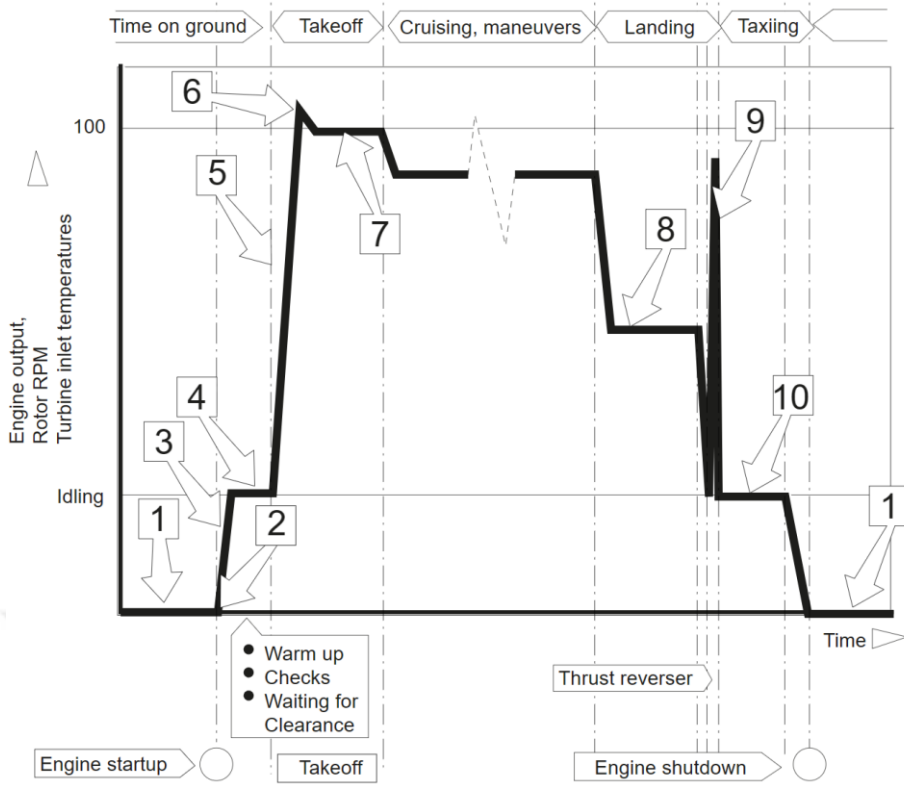 Time on ground
Takeoff
Cruising, maneuvers
Landing
Taxiing
6
9
100
5
7
8
Engine output,
Rotor RPM
Turbine inlet temperatures
4
10
3
Idling
1
2
1
Time
● Warm up
● Checks
● Waiting for
Clearance
Thrust reverser
Engine startup
Takeoff
Engine shutdown